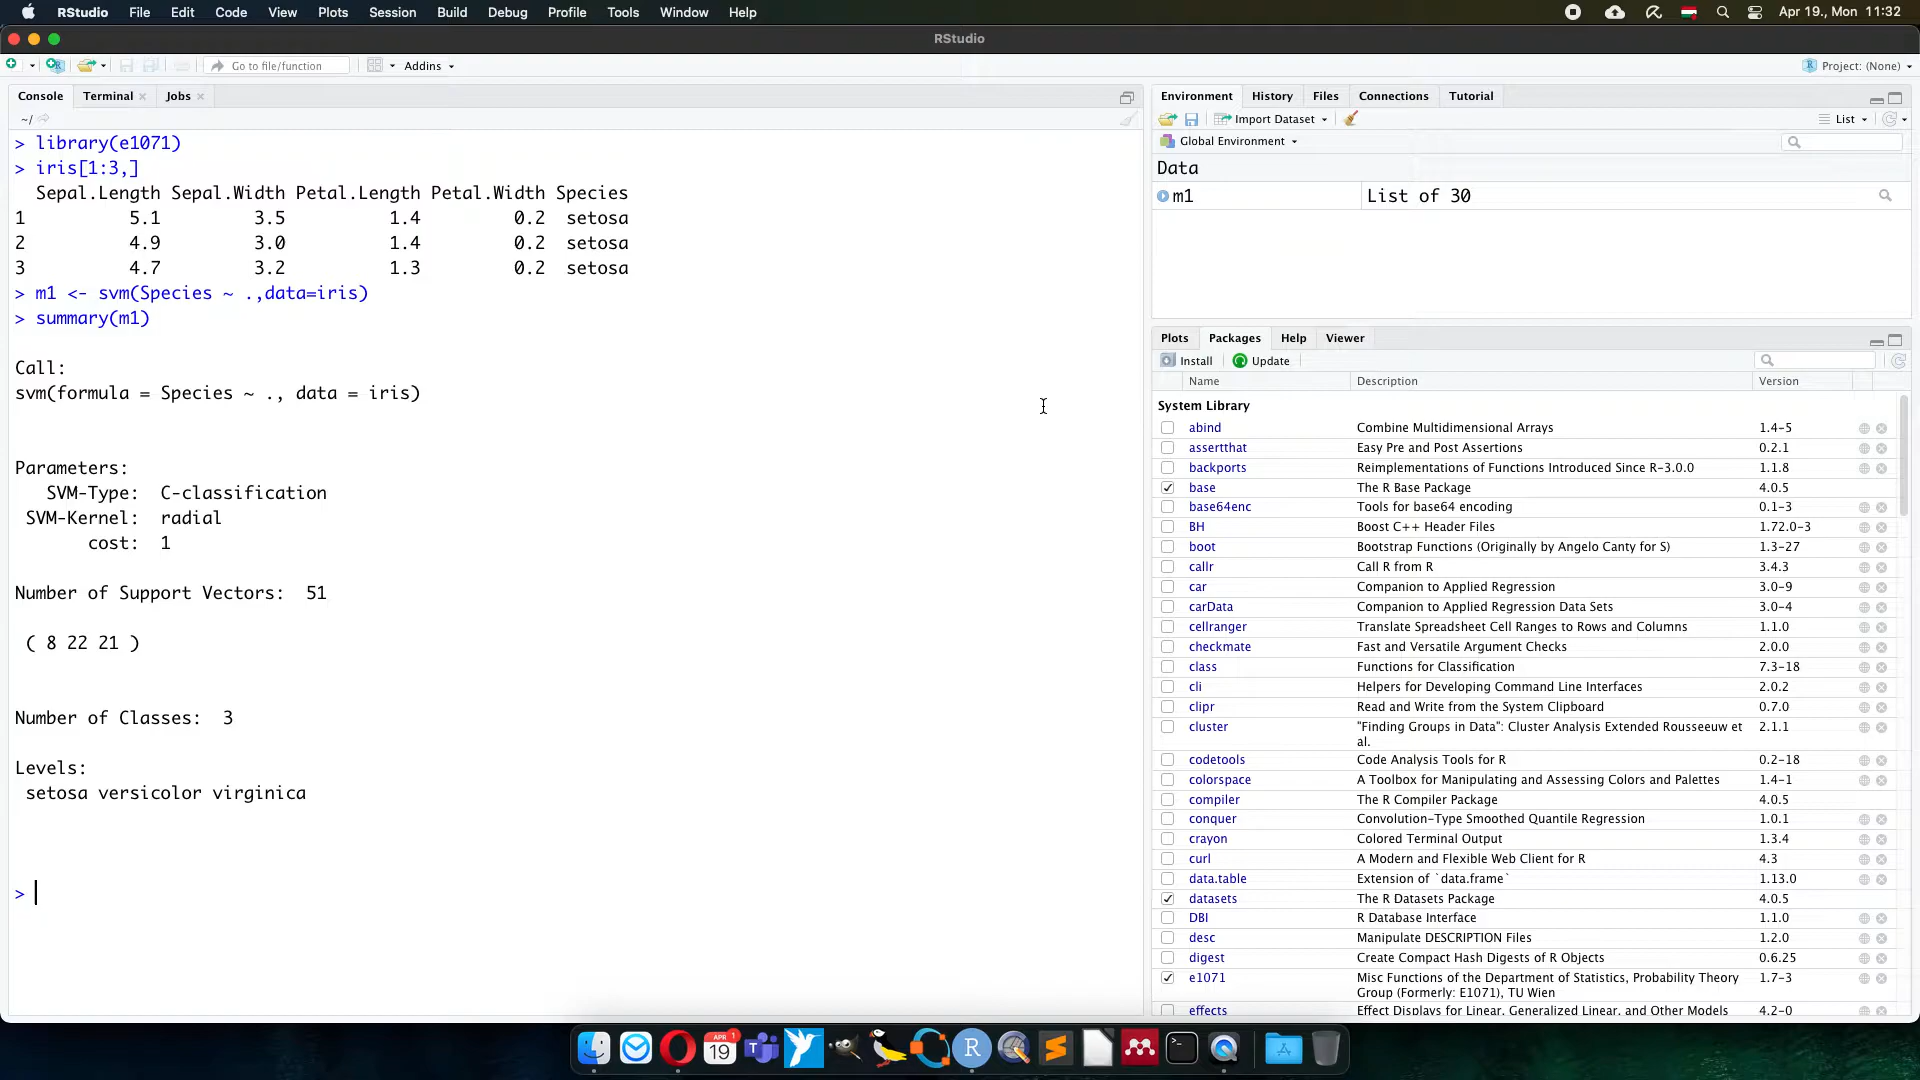 RStudio File Edit Code View Plots Session Build Debug Profile Tools Window Help Apr 19., Mon 11:32
RStudio
Go to file/function Addins Project: (None)
Console Terminal Jobs
~/
> library(e1071)
> iris[1:3,]
Sepal.Length Sepal.Width Petal.Length Petal.Width Species
1 5.1 3.5 1.4 0.2 setosa
2 4.9 3.0 1.4 0.2 setosa
3 4.7 3.2 1.3 0.2 setosa
> m1 <- svm(Species ~ .,data=iris)
> summary(m1)
Call:
svm(formula = Species ~ ., data = iris)
Parameters:
SVM-Type: C-classification
SVM-Kernel: radial
cost: 1
Number of Support Vectors: 51
( 8 22 21 )
Number of Classes: 3
Levels:
setosa versicolor virginica
>
Environment History Files Connections Tutorial
Import Dataset List
Global Environment
Data
m1 List of 30
Plots Packages Help Viewer
Install Update
Name Description Version
System Library
abind Combine Multidimensional Arrays 1.4-5
assertthat Easy Pre and Post Assertions 0.2.1
backports Reimplementations of Functions Introduced Since R-3.0.0 1.1.8
base The R Base Package 4.0.5
base64enc Tools for base64 encoding 0.1-3
BH Boost C++ Header Files 1.72.0-3
boot Bootstrap Functions (Originally by Angelo Canty for S) 1.3-27
callr Call R from R 3.4.3
car Companion to Applied Regression 3.0-9
carData Companion to Applied Regression Data Sets 3.0-4
cellranger Translate Spreadsheet Cell Ranges to Rows and Columns 1.1.0
checkmate Fast and Versatile Argument Checks 2.0.0
class Functions for Classification 7.3-18
cli Helpers for Developing Command Line Interfaces 2.0.2
clipr Read and Write from the System Clipboard 0.7.0
cluster "Finding Groups in Data": Cluster Analysis Extended Rousseeuw et 2.1.1
al.
codetools Code Analysis Tools for R 0.2-18
colorspace A Toolbox for Manipulating and Assessing Colors and Palettes 1.4-1
compiler The R Compiler Package 4.0.5
conquer Convolution-Type Smoothed Quantile Regression 1.0.1
crayon Colored Terminal Output 1.3.4
curl A Modern and Flexible Web Client for R 4.3
data.table Extension of `data.frame` 1.13.0
datasets The R Datasets Package 4.0.5
DBI R Database Interface 1.1.0
desc Manipulate DESCRIPTION Files 1.2.0
digest Create Compact Hash Digests of R Objects 0.6.25
e1071 Misc Functions of the Department of Statistics, Probability Theory 1.7-3
Group (Formerly: E1071), TU Wien
effects Effect Displays for Linear, Generalized Linear, and Other Models 4.2-0
APR 19 1
R